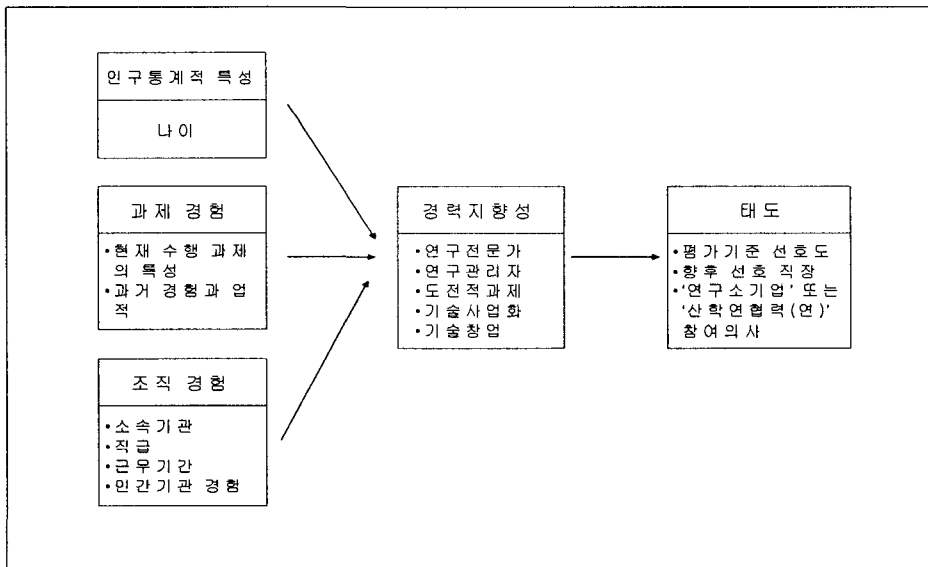 인구통계적 특성
나이
과제 경험
•현재 수행 과제
의 특성
•과거 경험과 업
적
조직 경험
•소속기관
•직급
•근무기간
•민간기관 경험
경력지향성
•연구전문가
•연구관리자
•도전적과제
•기술사업화
•기술창업
태도
•평가기준 선호도
•향후 선호 직장
•‘연구소기업’ 또는
‘산학연협력(연)’
참여의사